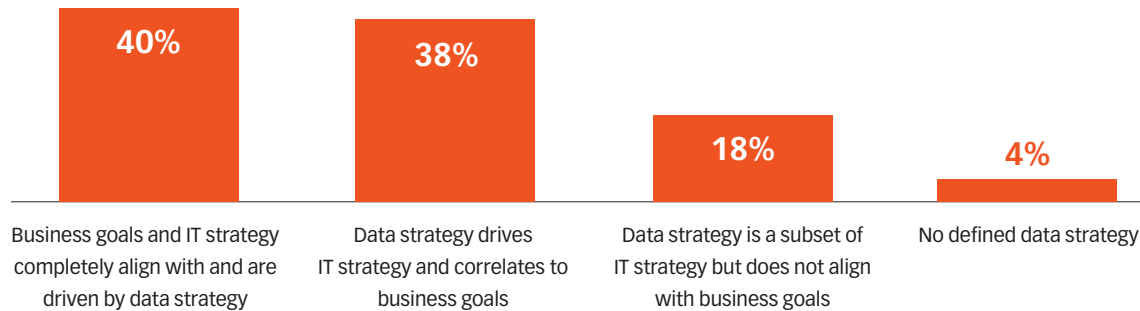 40%
38%
18%
4%
Business goals and IT strategy
completely align with and are
driven by data strategy
Data strategy drives
IT strategy and correlates to
business goals
Data strategy is a subset of
IT strategy but does not align
with business goals
No defined data strategy